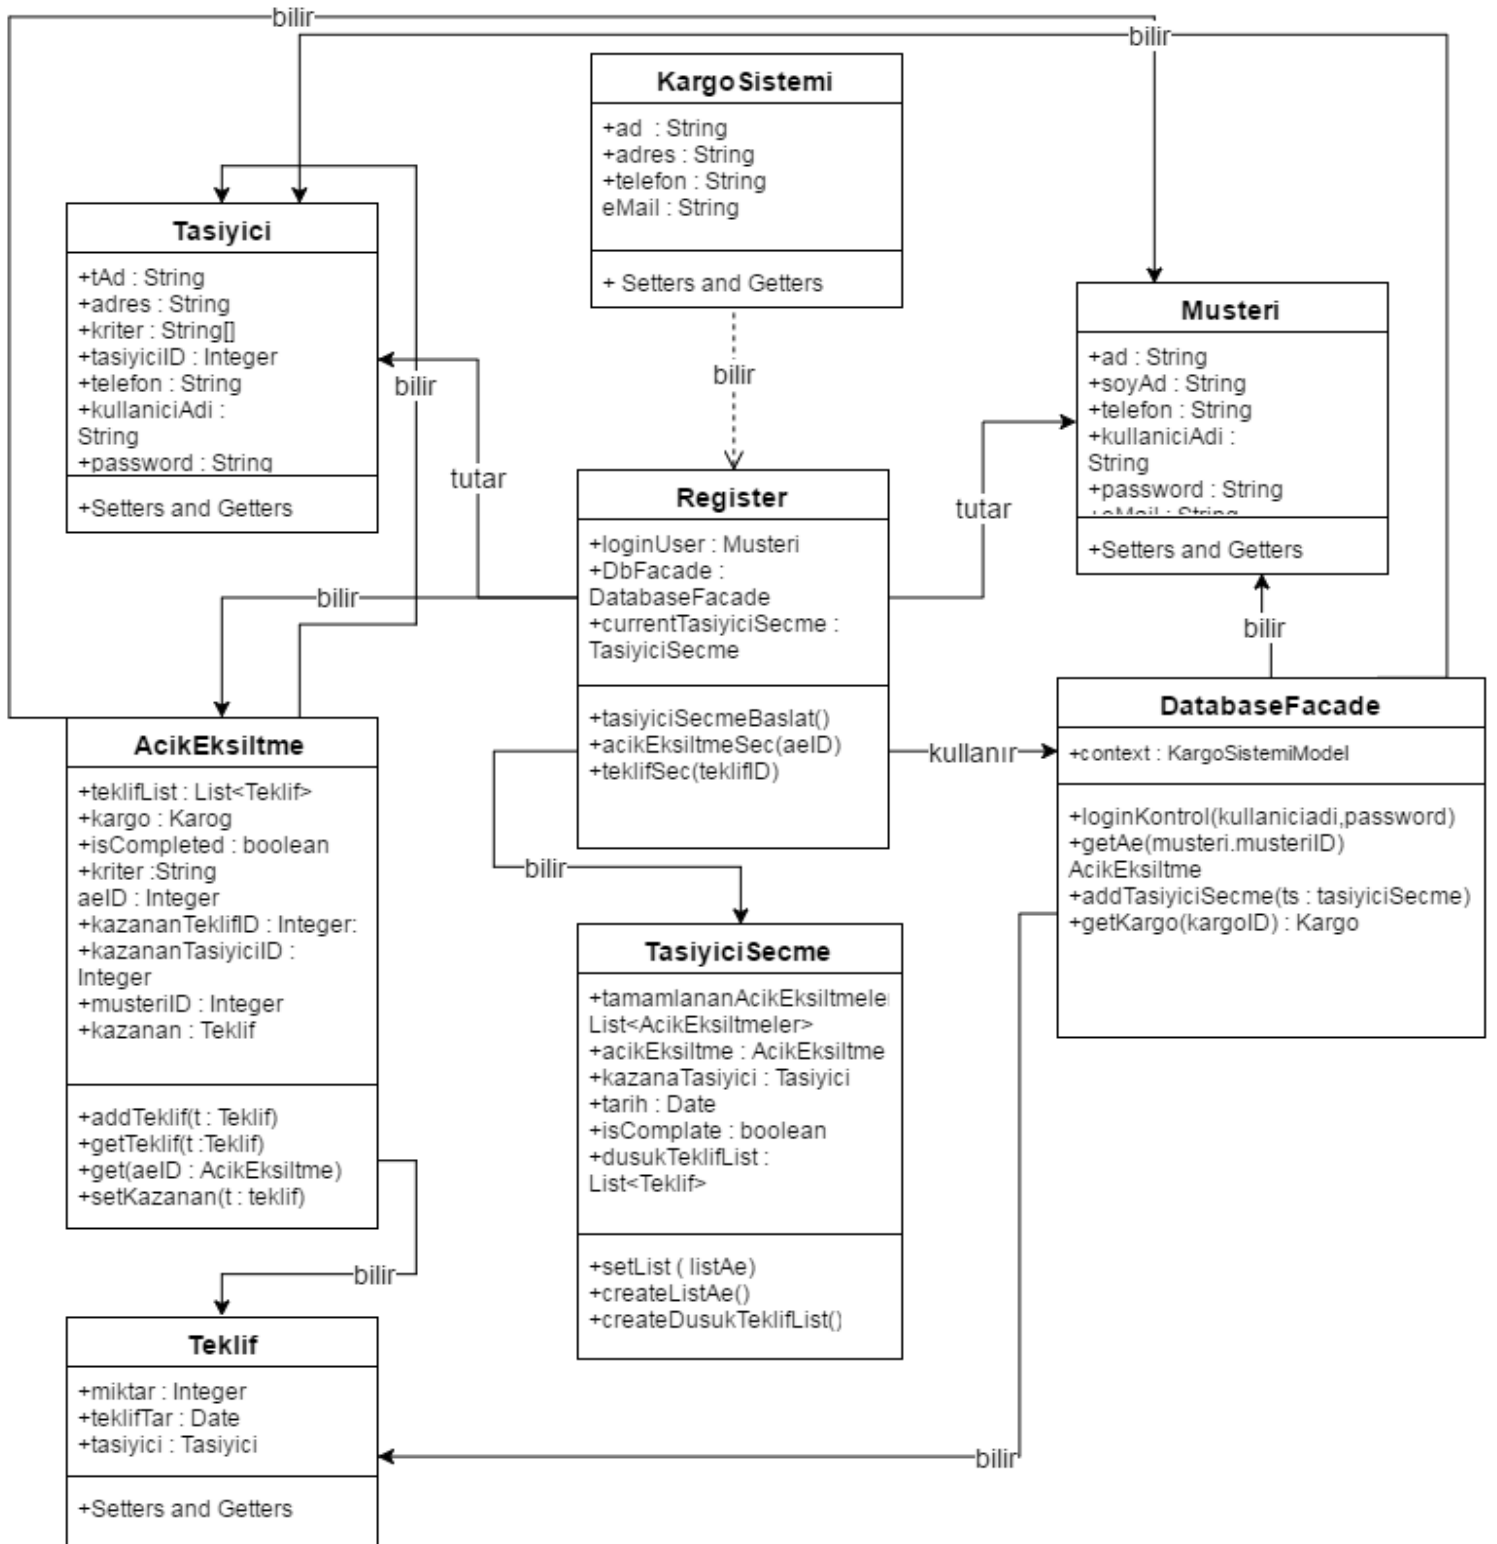 bilir
bilir
KargoSistemi
+ad : String
+adres : String
+telefon : String
eMail : String
+ Setters and Getters
Tasiyici
+tAd : String
+adres : String
+kriter : String[]
+tasiyiciID : Integer
+telefon : String
+kullaniciAdi :
String
+password : String
+Setters and Getters
bilir
bilir
tutar
Musteri
+ad : String
+soyAd : String
+telefon : String
+kullaniciAdi :
String
+password : String
+eMail : String
+Setters and Getters
tutar
Register
+loginUser : Musteri
+DbFacade :
DatabaseFacade
+currentTasiyiciSecme :
TasiyiciSecme
+tasiyiciSecmeBaslat()
+acikEksiltmeSec(aeID)
+teklifSec(teklifID)
bilir
bilir
kullanır
DatabaseFacade
+context : KargoSistemiModel
+loginKontrol(kullaniciadi,password)
+getAe(musteri.musteriID)
AcikEksiltme
+addTasiyiciSecme(ts : tasiyiciSecme)
+getKargo(kargoID) : Kargo
AcikEksiltme
+teklifList : List<Teklif>
+kargo : Karog
+isCompleted : boolean
+kriter :String
aeID : Integer
+kazananTeklifID : Integer:
+kazananTasiyiciID :
Integer
+musteriID : Integer
+kazanan : Teklif
+addTeklif(t : Teklif)
+getTeklif(t :Teklif)
+get(aeID : AcikEksiltme)
+setKazanan(t : teklif)
bilir
TasiyiciSecme
+tamamlananAcikEksiltmeler
List<AcikEksiltmeler>
+acikEksiltme : AcikEksiltme
+kazanaTasiyici : Tasiyici
+tarih : Date
+isComplate : boolean
+dusukTeklifList :
List<Teklif>
+setList ( listAe)
+createListAe()
+createDusukTeklifList()
bilir
Teklif
+miktar : Integer
+teklifTar : Date
+tasiyici : Tasiyici
+Setters and Getters
bilir